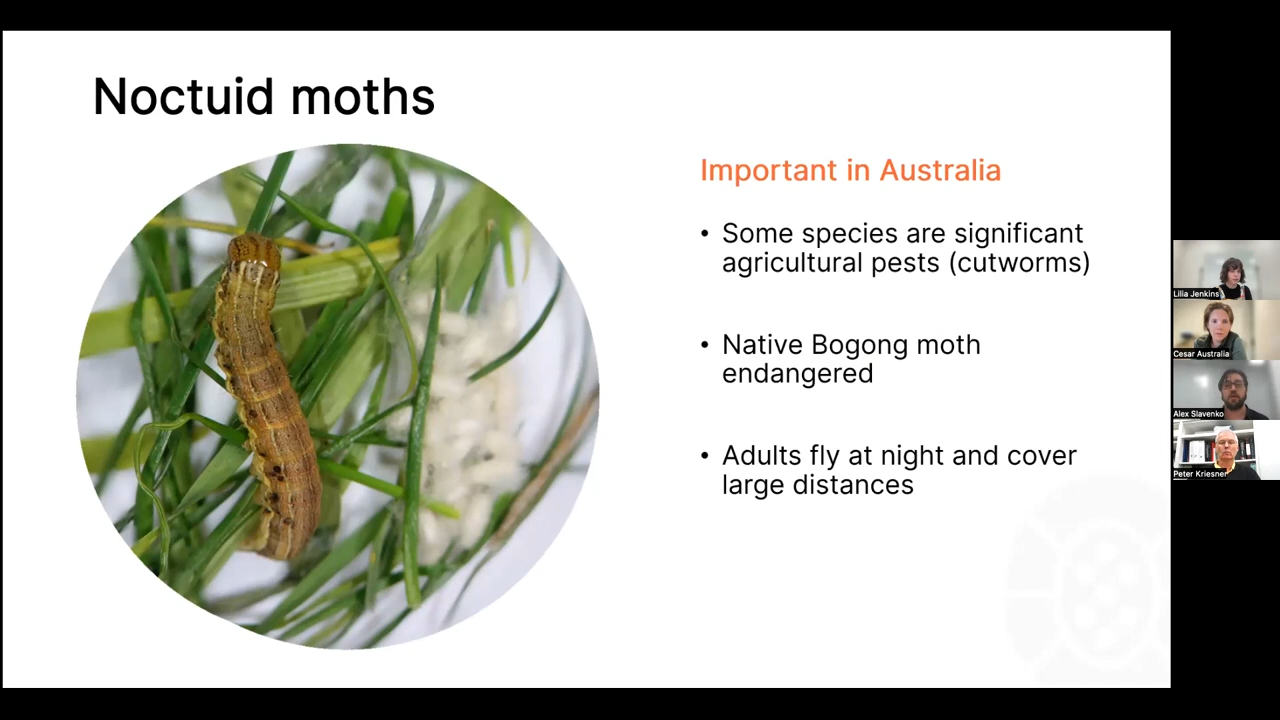 Noctuid moths
Important in Australia
• Some species are significant
agricultural pests (cutworms)
• Native Bogong moth
endangered
• Adults fly at night and cover
large distances
Lilia Jenkins
Cesar Australia
Alex Slavenko
Peter Kriesner